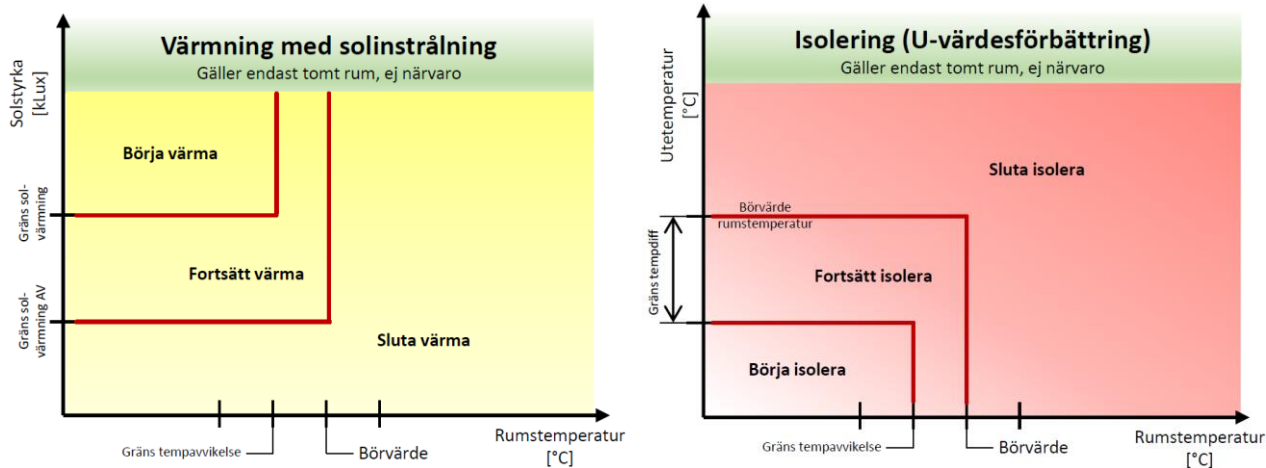 Värmning med solinstrålning
Gäller endast tomt rum, ej närvaro
Solstyrka
[kLux]
Börja värma
Gräns sol-
värmning
Fortsätt värma
Gräns sol-
värmning AV
Sluta värma
Gräns tempavvikelse
Börvärde
Rumstemperatur
[°C]
Isolering (U-värdesförbättring)
Gäller endast tomt rum, ej närvaro
Utetemperatur
[°C]
Sluta isolera
Börvärde
rumstemperatur
Gräns tempdiff
Fortsätt isolera
Börja isolera
Gräns tempavvikelse
Börvärde
Rumstemperatur
[°C]